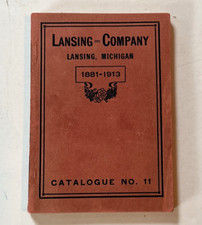 LANSING COMPANY
LANSING, MICHIGAN
1881-1913
CATALOGUE NO. 11